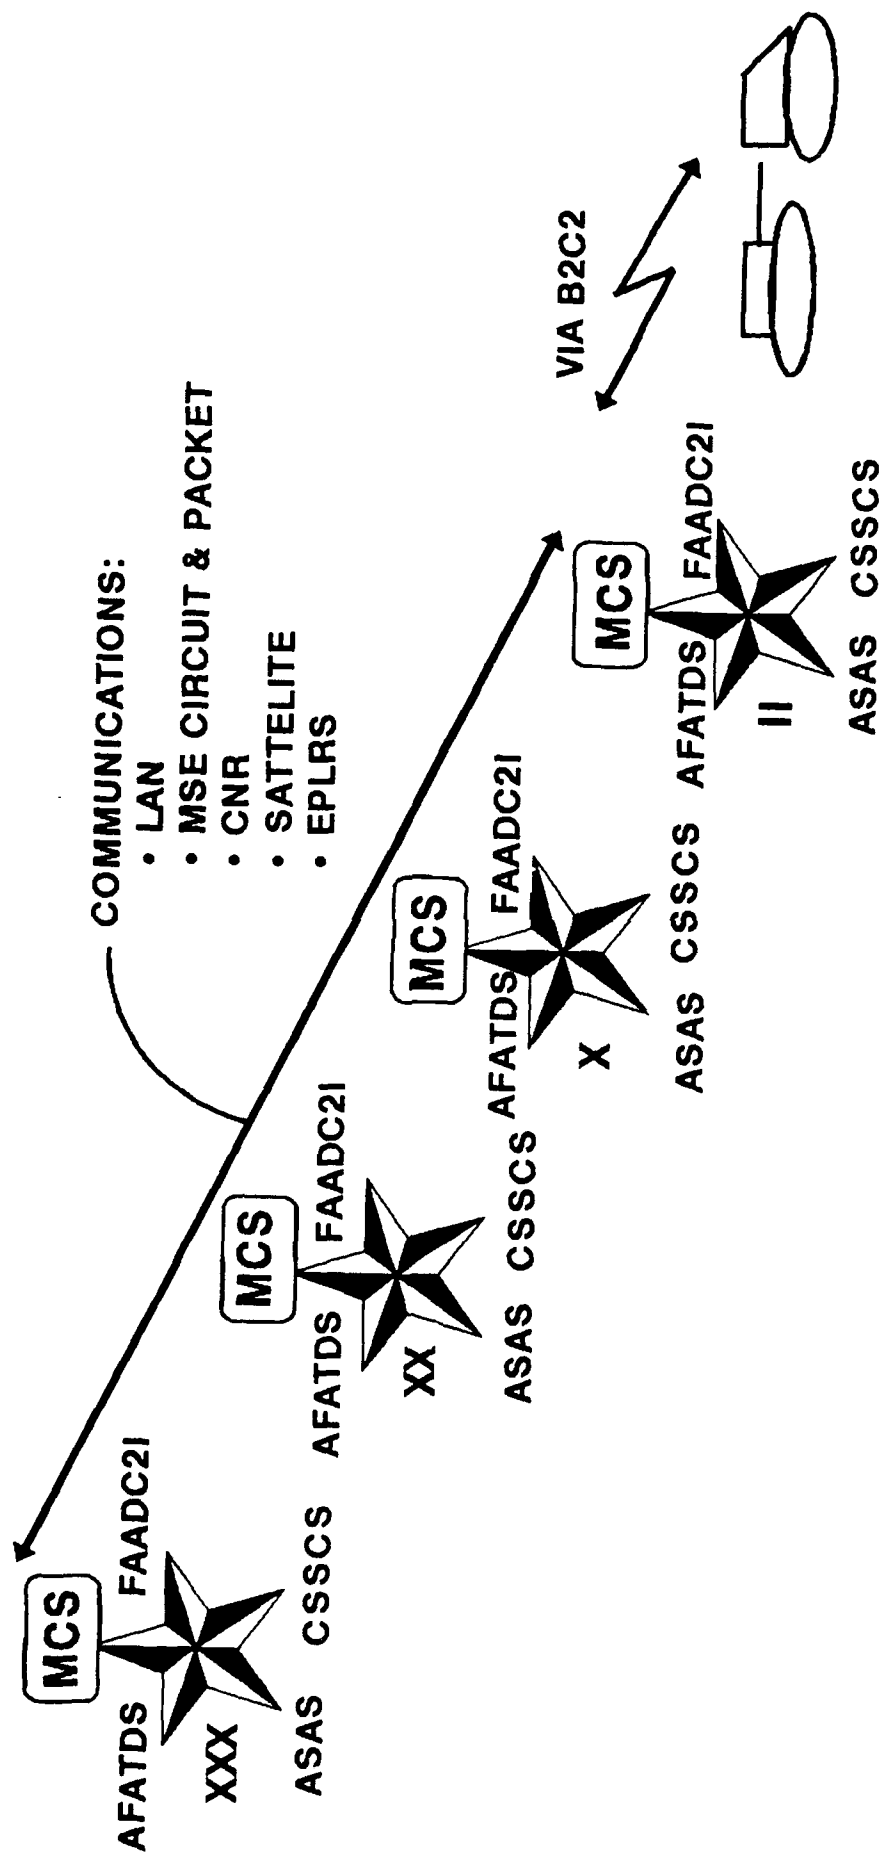 COMMUNICATIONS:
• LAN
• MSE CIRCUIT & PACKET
• CNR
• SATTELITE
• EPLRS
MCS
AFATDS FAADC2I
XXX
ASAS CSSCS
MCS
AFATDS FAADC2I
XX
ASAS CSSCS
MCS
AFATDS FAADC2I
X
ASAS CSSCS
MCS
AFATDS FAADC2I
II
ASAS CSSCS
VIA B2C2